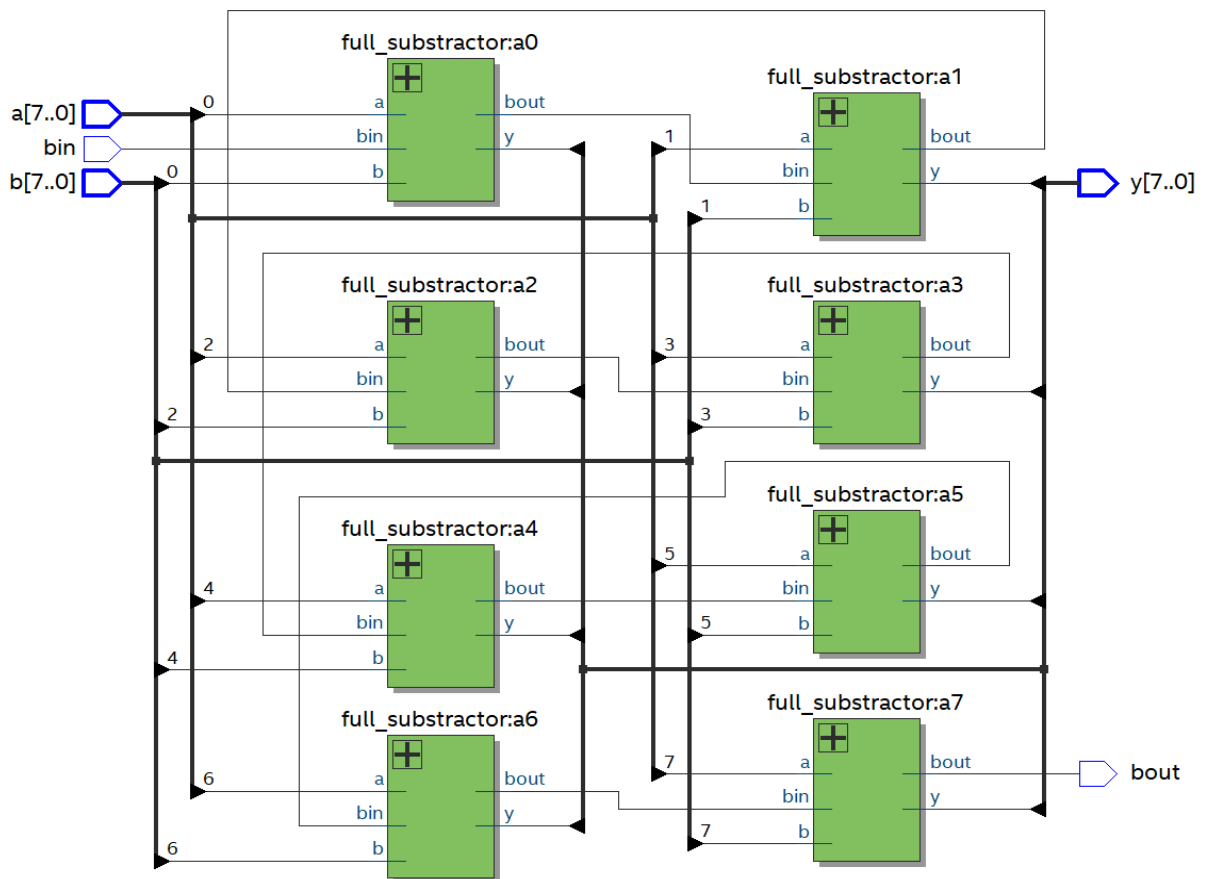 full_substractor:a0
full_substractor:a1
a[7..0]
0
a
bout
bin
bin
y
1
a
bout
b[7..0]
0
b
bin
y
y[7..0]
1
b
full_substractor:a2
full_substractor:a3
2
a
bout
3
a
bout
bin
y
bin
y
2
b
3
b
full_substractor:a5
full_substractor:a4
5
a
bout
4
a
bout
bin
y
bin
y
5
b
4
b
full_substractor:a7
full_substractor:a6
7
a
bout
bout
6
a
bout
bin
y
bin
y
7
b
6
b